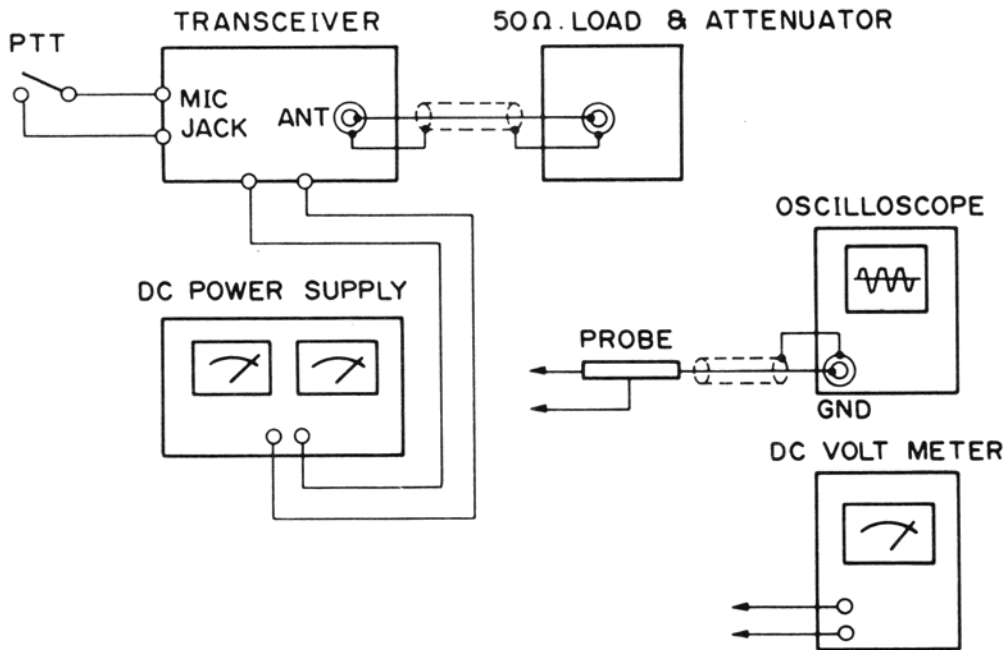 TRANSCEIVER
50Ω. LOAD & ATTENUATOR
PTT
MIC
JACK
ANT
OSCILLOSCOPE
DC POWER SUPPLY
PROBE
GND
DC VOLT METER